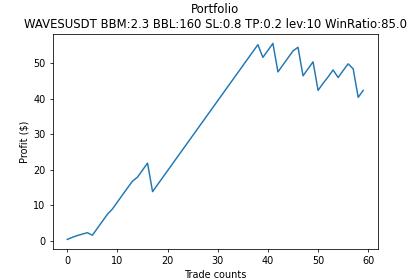 Portfolio
WAVESUSDT BBM:2.3 BBL:160 SL:0.8 TP:0.2 lev:10 WinRatio:85.0
50
40
30
20
10
0
Profit ($)
0 10 20 30 40 50 60
Trade counts